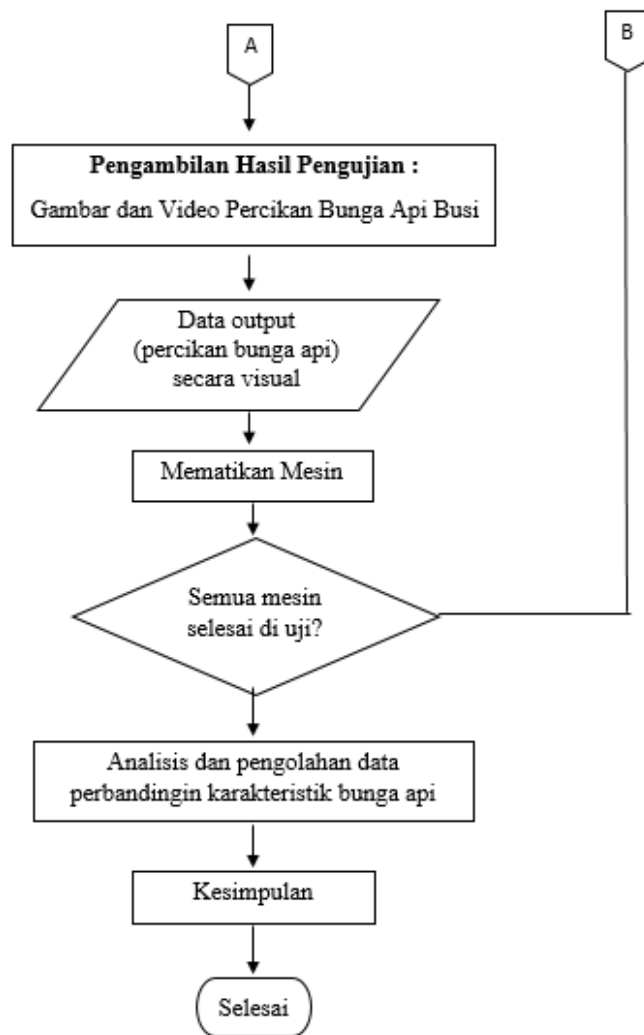 A
B
Pengambilan Hasil Pengujian :
Gambar dan Video Percikan Bunga Api Busi
Data output
(percikan bunga api)
secara visual
Mematikan Mesin
Semua mesin
selesai di uji?
Analisis dan pengolahan data
perbandingin karakteristik bunga api
Kesimpulan
Selesai